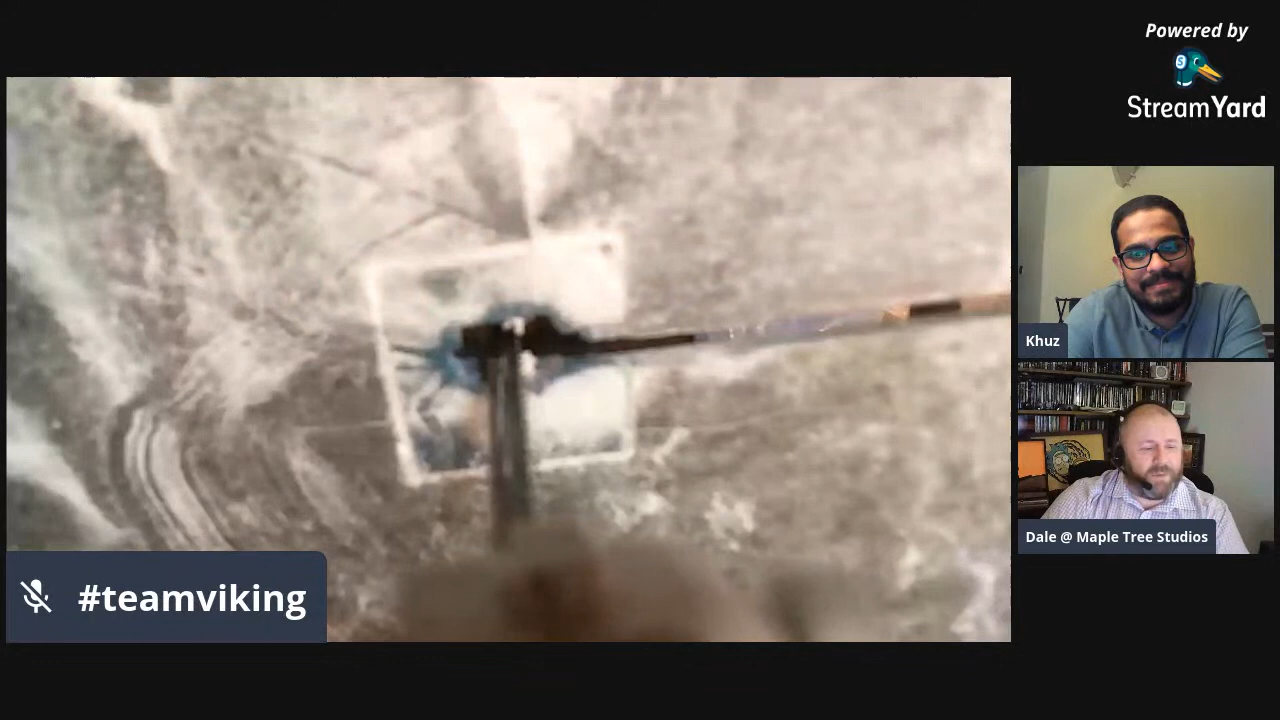 Powered by
StreamYard
Khuz
Dale @ Maple Tree Studios
#teamviking